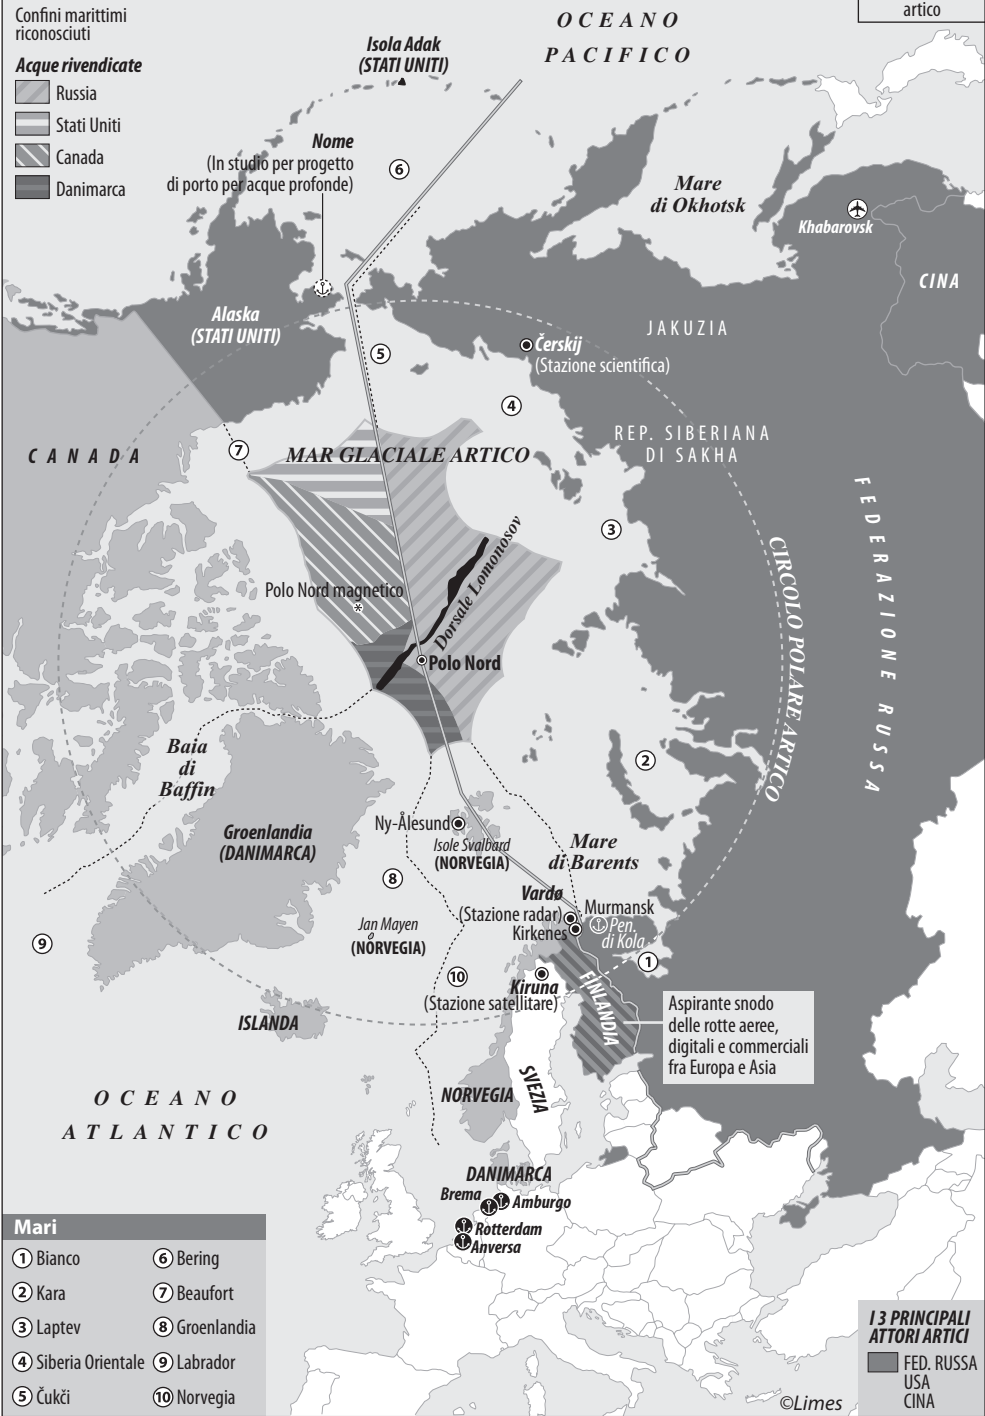 Confini marittimi
riconosciuti
Acque rivendicate
Russia
Stati Uniti
Canada
Danimarca
OCEANO
PACIFICO
artico
Isola Adak
(STATI UNITI)
Nome
(In studio per progetto
di porto per acque profonde)
6
Mare
di Okhotsk
Khabarovsk
CINA
Alaska
(STATI UNITI)
JAKUZIA
Čerskij
(Stazione scientifica)
5
4
CANADA
7
MAR GLACIALE ARTICO
REP. SIBERIANA
DI SAKHA
FEDERAZIONE RUSSA
3
CIRCOLO POLARE ARTICO
Dorsale Lomonosov
Polo Nord magnetico
*
Polo Nord
Baia
di
Baffin
2
Groenlandia
(DANIMARCA)
Ny-Ålesund
Isole Svalbard
(NORVEGIA)
Mare
di Barents
8
Vardø
(Stazione radar)
Kirkenes
Murmansk
Pen.
di Kola
Jan Mayen
(NORVEGIA)
9
1
10
Kiruna
(Stazione satellitare)
FINLANDIA
Aspirante snodo
delle rotte aeree,
digitali e commerciali
fra Europa e Asia
ISLANDA
SVEZIA
NORVEGIA
OCEANO
ATLANTICO
DANIMARCA
Brema
Amburgo
Rotterdam
Anversa
Mari
1 Bianco
2 Kara
3 Laptev
4 Siberia Orientale
5 Čukči
6 Bering
7 Beaufort
8 Groenlandia
9 Labrador
10 Norvegia
I 3 PRINCIPALI
ATTORI ARTICI
FED. RUSSA
USA
CINA
©Limes